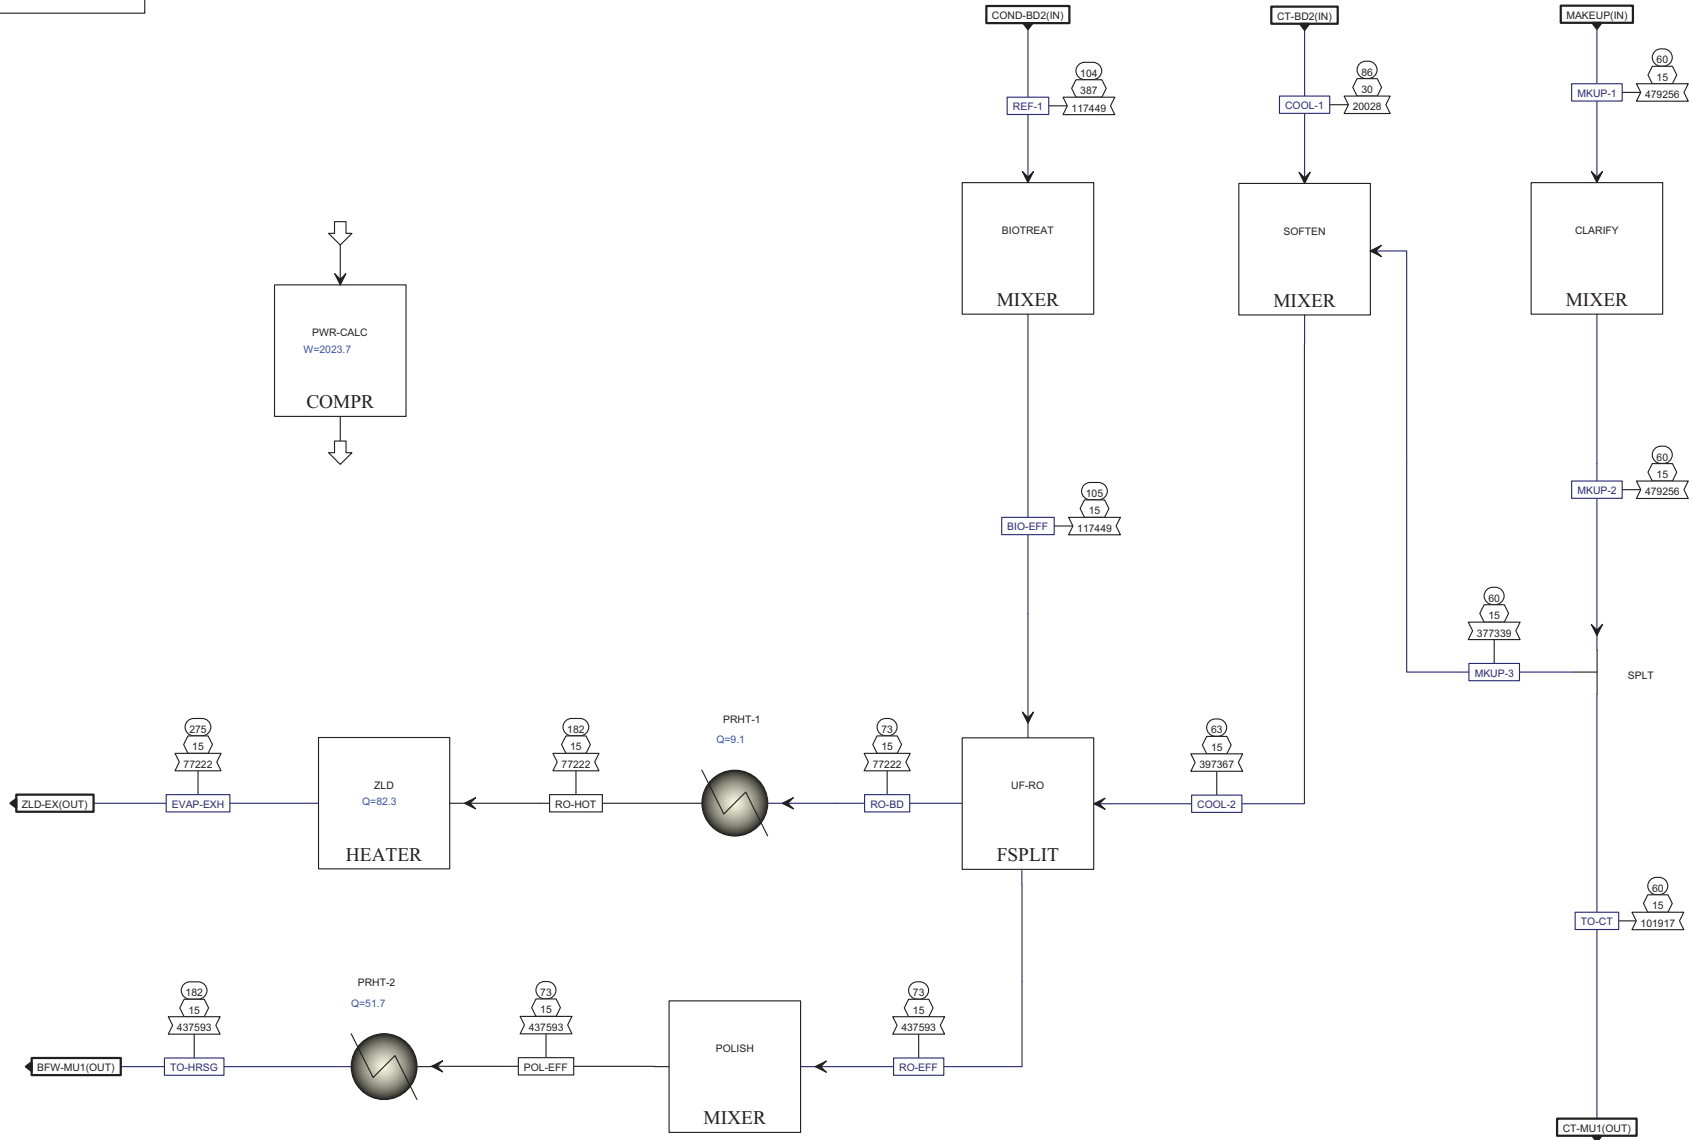 COND-BD2(IN)
CT-BD2(IN)
MAKEUP(IN)
104
387
117449
REF-1
86
30
20028
COOL-1
60
15
479256
MKUP-1
BIOTREAT
MIXER
SOFTEN
MIXER
CLARIFY
MIXER
PWR-CALC
W=2023.7
COMPR
105
15
117449
BIO-EFF
60
15
479256
MKUP-2
60
15
377339
MKUP-3
SPLT
275
15
77222
EVAP-EXH
ZLD-EX(OUT)
ZLD
Q=82.3
HEATER
182
15
77222
RO-HOT
PRHT-1
Q=9.1
73
15
77222
RO-BD
UF-RO
FSPLIT
63
15
397367
COOL-2
60
15
101917
TO-CT
BFW-MU1(OUT)
182
15
437593
TO-HRSG
PRHT-2
Q=51.7
73
15
437593
POL-EFF
POLISH
MIXER
73
15
437593
RO-EFF
CT-MU1(OUT)